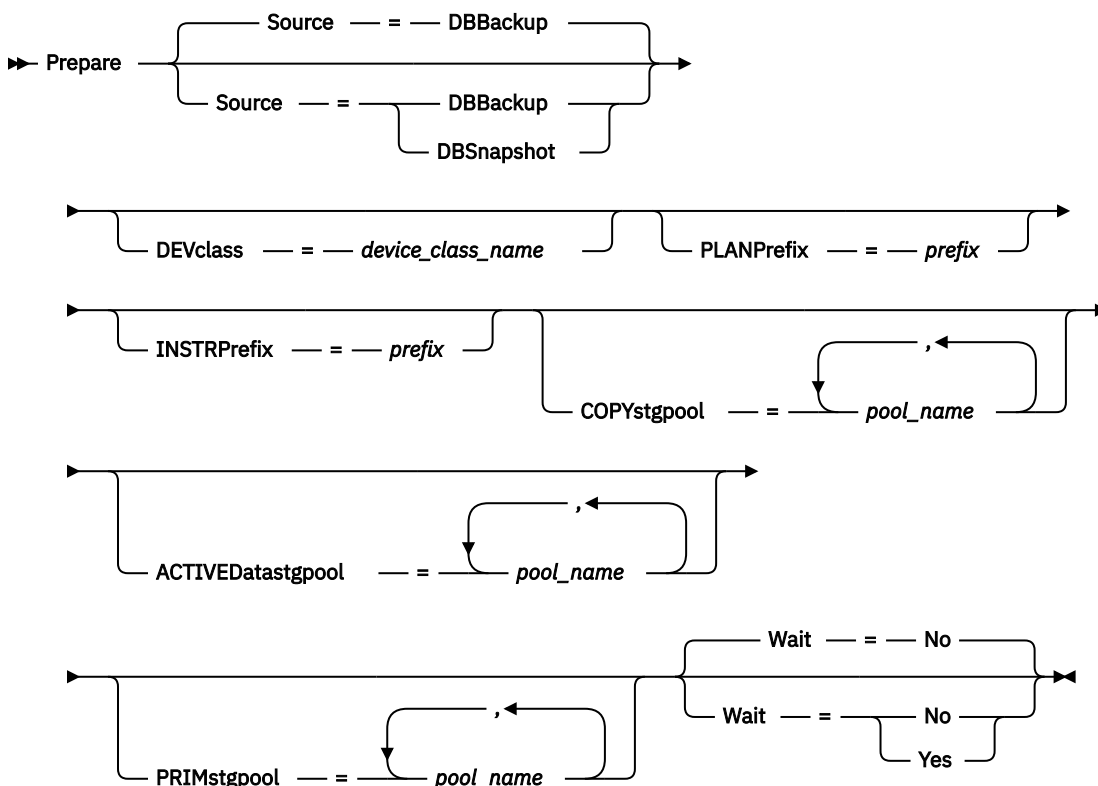 Source = DBBackup
Prepare
Source = DBBackup
DBSnapshot
DEVclass = device_class_name PLANPrefix = prefix
INSTRPrefix = prefix
,
COPYstgpool = pool_name
,
ACTIVEDatastgpool = pool_name
Wait = No
,
Wait = No
Yes
PRIMstgpool = pool_name